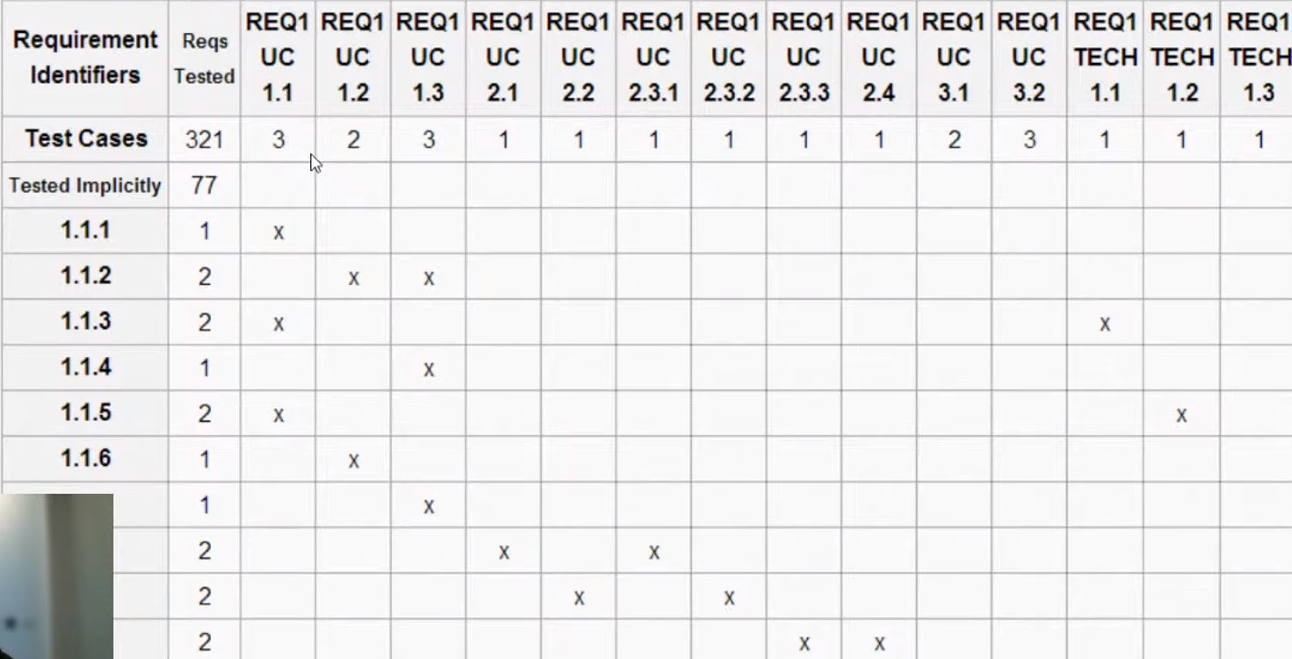 Requirement Identifiers Reqs Tested REQ1 UC 1.1 REQ1 UC 1.2 REQ1 UC 1.3 REQ1 UC 2.1 REQ1 UC 2.2 REQ1 UC 2.3.1 REQ1 UC 2.3.2 REQ1 UC 2.3.3 REQ1 UC 2.4 REQ1 UC 3.1 REQ1 UC 3.2 REQ1 TECH 1.1 REQ1 TECH 1.2 REQ1 TECH 1.3
Test Cases 321 3 2 3 1 1 1 1 1 1 2 3 1 1 1
Tested Implicitly 77
1.1.1 1 x
1.1.2 2 x x
1.1.3 2 x x
1.1.4 1 x
1.1.5 2 x x
1.1.6 1 x
1 x
2 x x
2 x x
2 x x